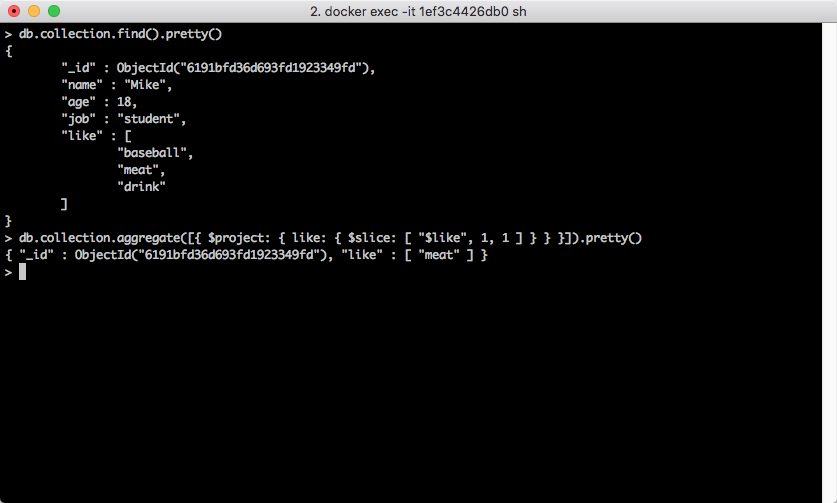 2. docker exec -it 1ef3c4426db0 sh
> db.collection.find().pretty()
{
        "_id" : ObjectId("6191bfd36d693fd1923349fd"),
        "name" : "Mike",
        "age" : 18,
        "job" : "student",
        "like" : [
                "baseball",
                "meat",
                "drink"
        ]
}
> db.collection.aggregate([{ $project: { like: { $slice: [ "$like", 1, 1 ] } } }]).pretty()
{ "_id" : ObjectId("6191bfd36d693fd1923349fd"), "like" : [ "meat" ] }
>